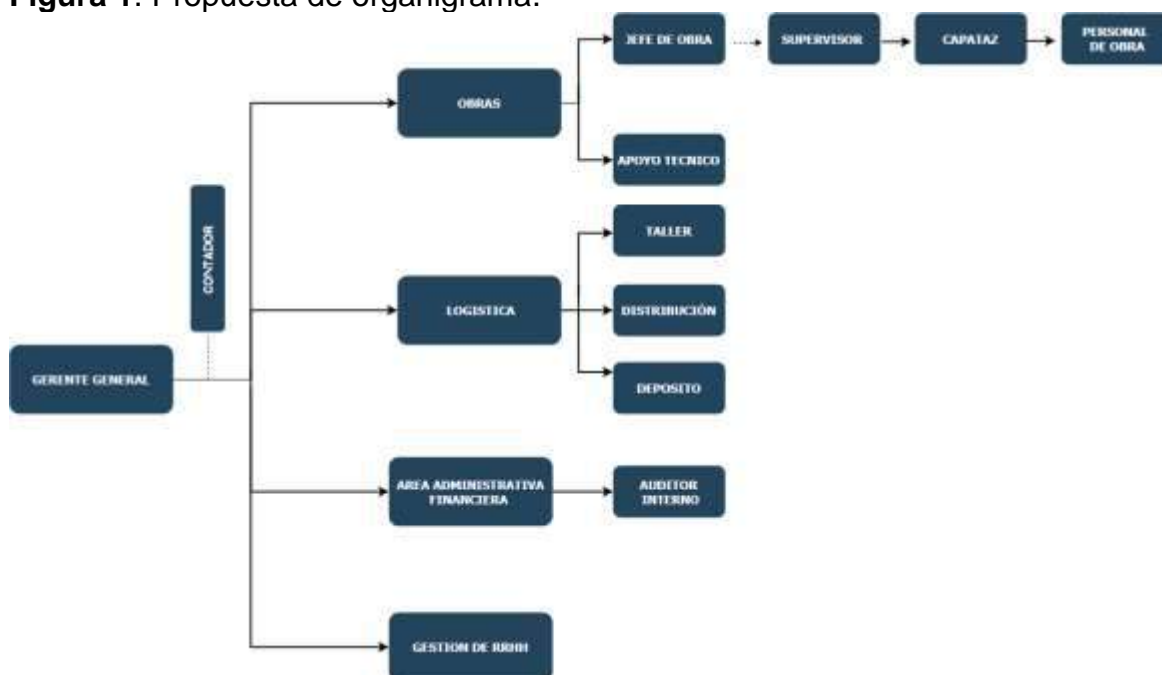 Figura 1. Propuesta de organigrama.
JEFE DE OBRA
SUPERVISOR
CAPATAZ
PERSONAL
DE OBRA
OBRAS
APOYO TECNICO
CONTADOR
TALLER
LOGISTICA
DISTRIBUCIÓN
GERENTE GENERAL
DEPOSITO
AREA ADMINISTRATIVA
FINANCIERA
AUDITOR
INTERNO
GESTION DE RRHH